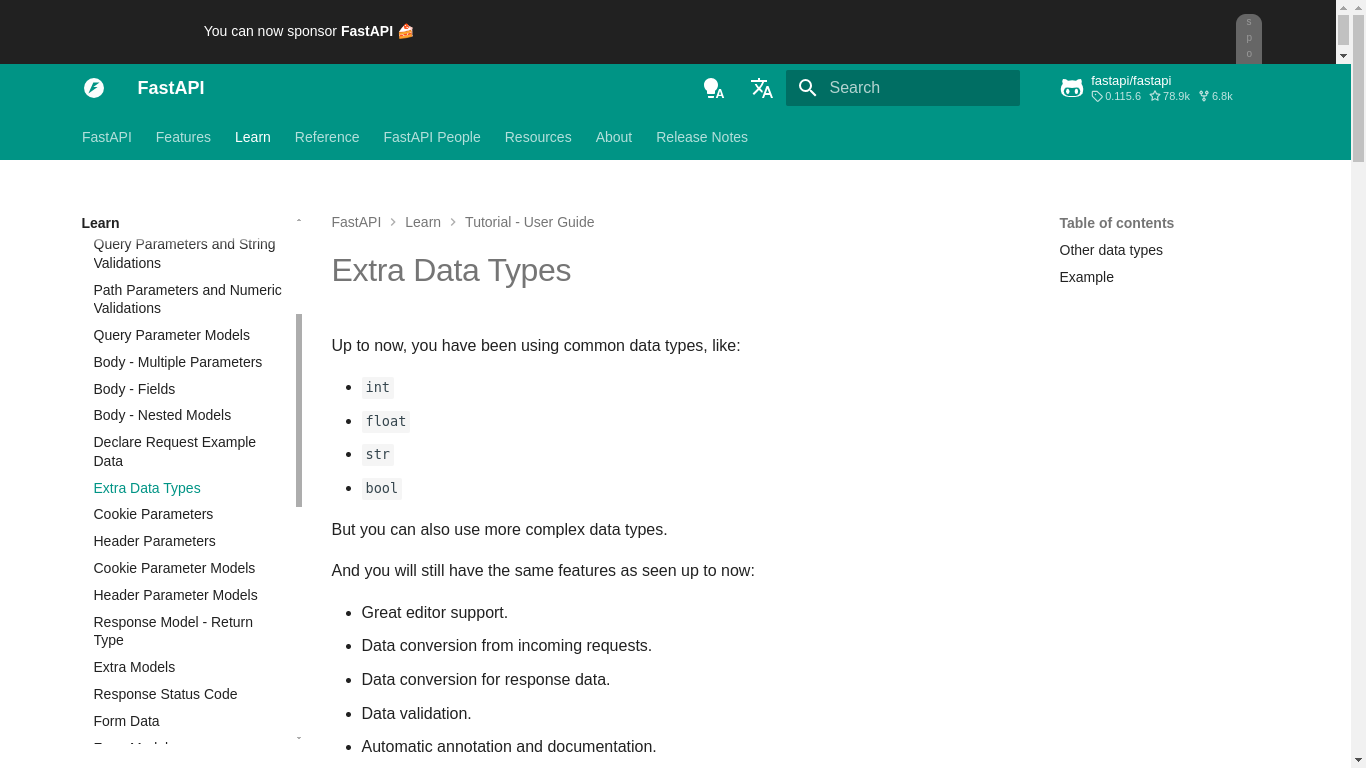 You can now sponsor FastAPI 🍰
s
p
o
FastAPI
Search
fastapi/fastapi
0.115.6 78.9k 6.8k
FastAPI Features Learn Reference FastAPI People Resources About Release Notes
Learn
Query Parameters and String
Validations
Path Parameters and Numeric
Validations
Query Parameter Models
Body - Multiple Parameters
Body - Fields
Body - Nested Models
Declare Request Example
Data
Extra Data Types
Cookie Parameters
Header Parameters
Cookie Parameter Models
Header Parameter Models
Response Model - Return
Type
Extra Models
Response Status Code
Form Data
FastAPI > Learn > Tutorial - User Guide
Extra Data Types
Up to now, you have been using common data types, like:
• int
• float
• str
• bool
But you can also use more complex data types.
And you will still have the same features as seen up to now:
• Great editor support.
• Data conversion from incoming requests.
• Data conversion for response data.
• Data validation.
• Automatic annotation and documentation.
Table of contents
Other data types
Example